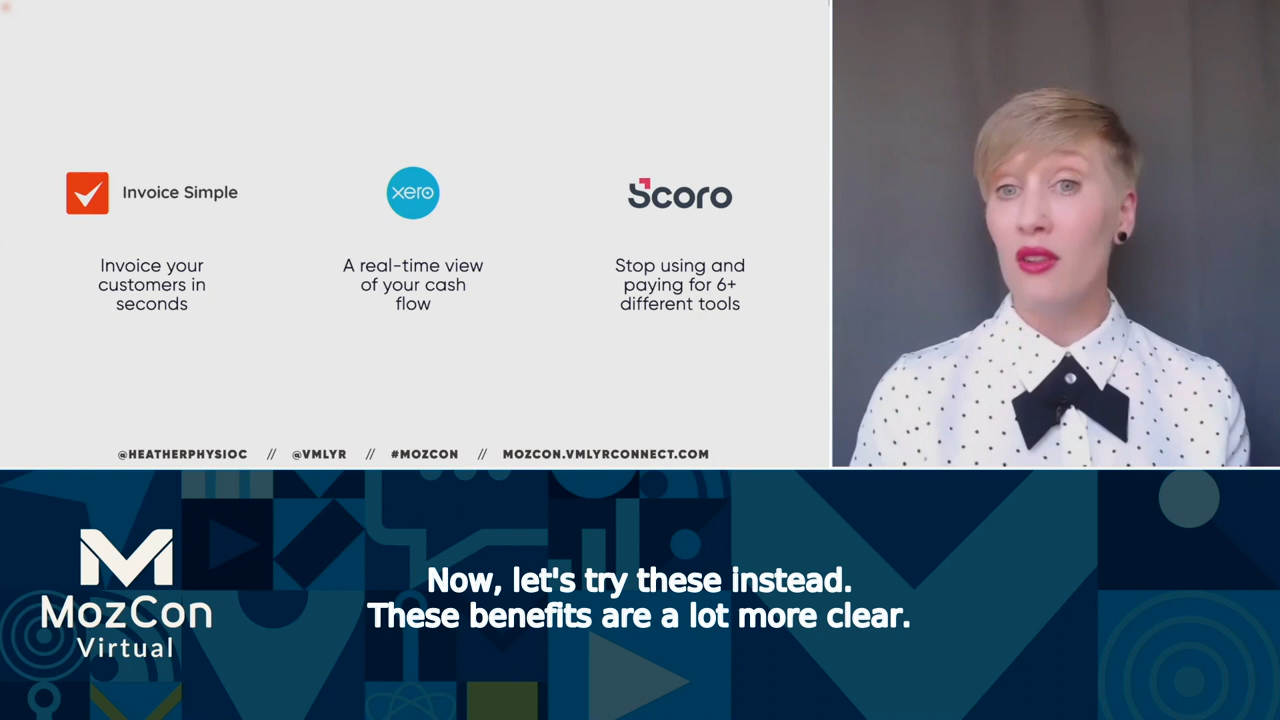 Invoice Simple
Invoice your
customers in
seconds
xero
A real-time view
of your cash
flow
Scoro
Stop using and
paying for 6+
different tools
@HEATHERPHYSIOC // @VMLYR // #MOZCON // MOZCON.VMLYRCONNECT.COM
M
MozCon
Virtual
Now, let's try these instead.
These benefits are a lot more clear.